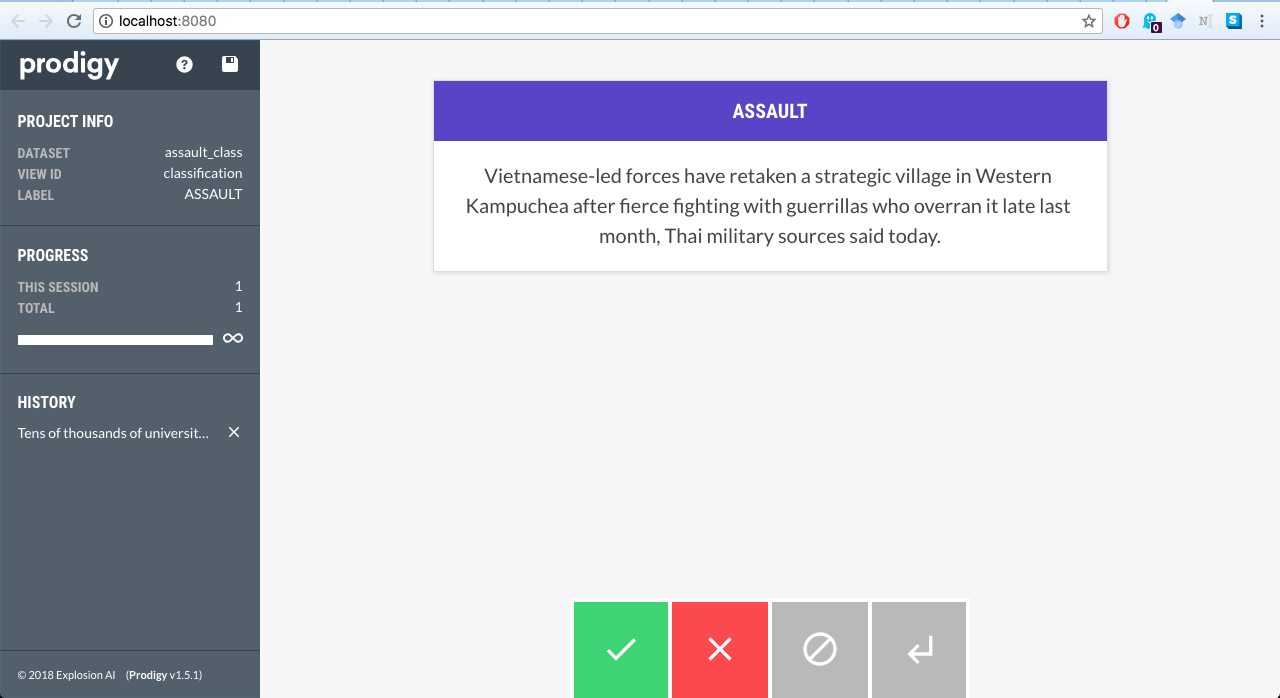 localhost:8080
0
N
S
prodigy
?
PROJECT INFO
DATASET assault_class
VIEW ID classification
LABEL ASSAULT
PROGRESS
THIS SESSION 1
TOTAL 1
∞
HISTORY
Tens of thousands of universit...
© 2018 Explosion AI (Prodigy v1.5.1)
ASSAULT
Vietnamese-led forces have retaken a strategic village in Western
Kampuchea after fierce fighting with guerrillas who overran it late last
month, Thai military sources said today.